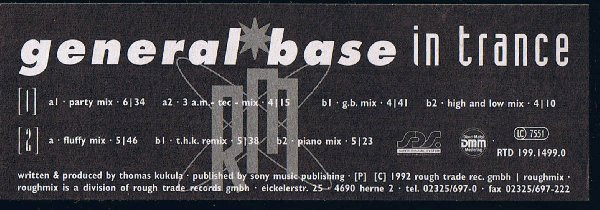 general base in trance
[1] a1 · party mix · 6|34 a2 · 3 a.m. - tec - mix · 4|15 b1 · g.b. mix · 4|41 b2 · high and low mix · 4|10
[2] a · fluffy mix · 5|46 b1 · t.h.k. remix · 5|38 b2 · piano mix · 5|23
RTM
DMM
Mastering
LC 7551
RTD 199.1499.0
written & produced by thomas kukula · published by sony music publishing · [P] [C] 1992 rough trade rec. gmbh | roughmix ·
roughmix is a division of rough trade records gmbh · eickelerstr. 25 · 4690 herne 2 · tel. 02325/697-0 · fax 02325/697-222